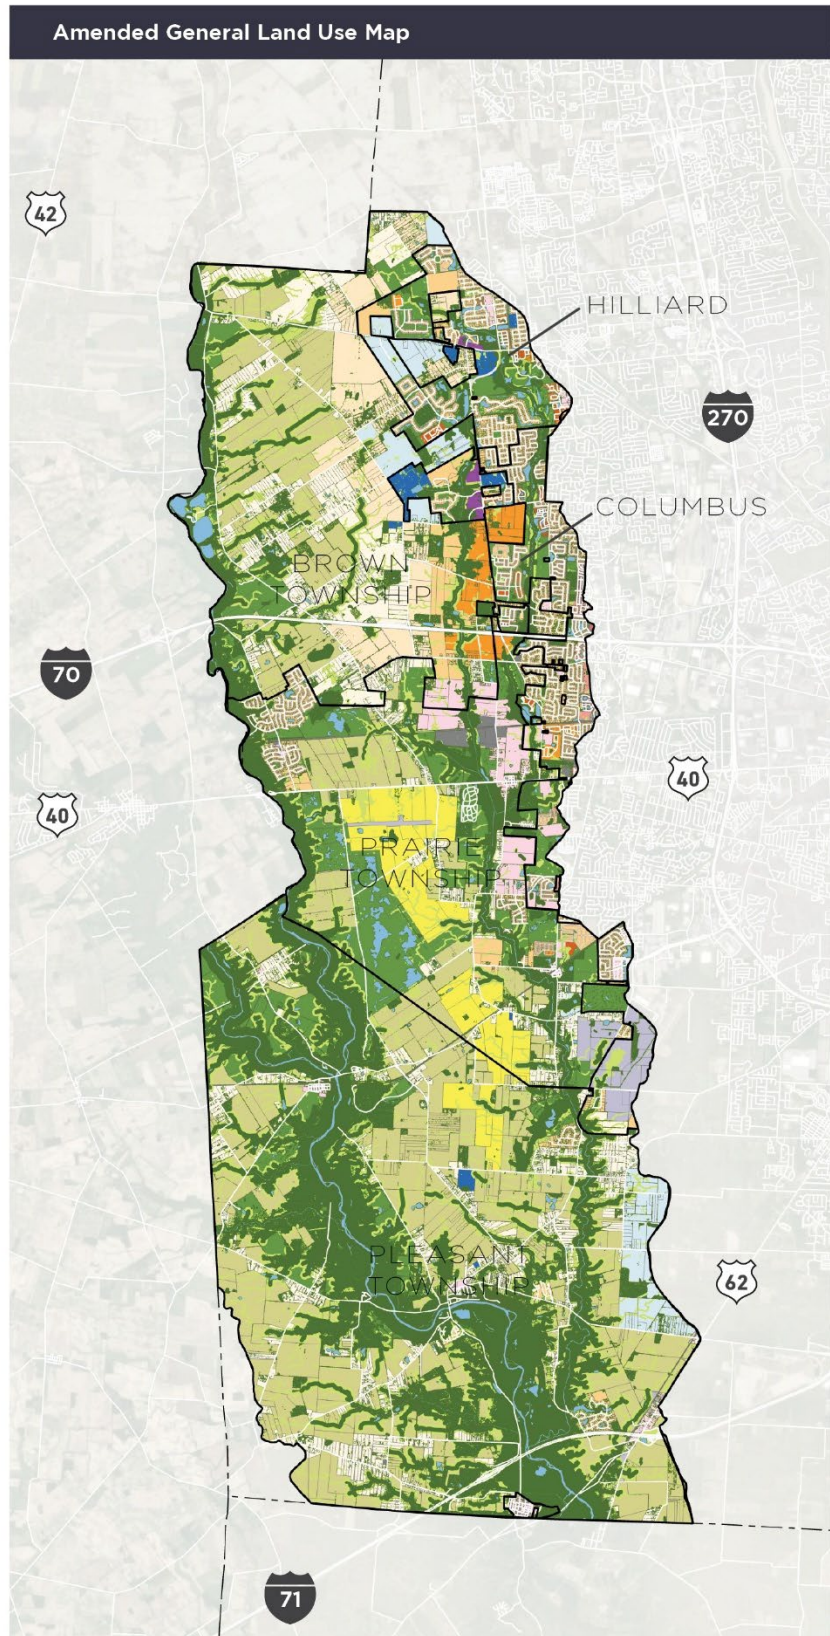 Amended General Land Use Map
42
HILLIARD
270
COLUMBUS
BROWN
TOWNSHIP
70
40
40
PRAIRIE
TOWNSHIP
PLEASANT
TOWNSHIP
62
71